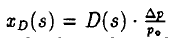 x_D(s) = D(s) · Δp/p₀